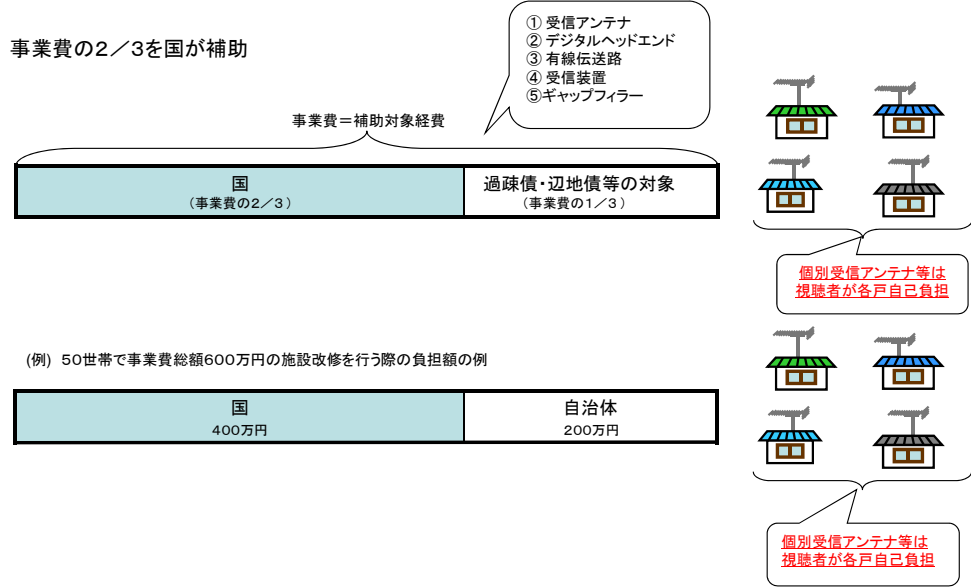 事業費の2／3を国が補助
① 受信アンテナ
② デジタルヘッドエンド
③ 有線伝送路
④ 受信装置
⑤ギャップフィラー
事業費＝補助対象経費
国
（事業費の2／3）
過疎債・辺地債等の対象
（事業費の1／3）
個別受信アンテナ等は
視聴者が各戸自己負担
(例) 50世帯で事業費総額600万円の施設改修を行う際の負担額の例
国
400万円
自治体
200万円
個別受信アンテナ等は
視聴者が各戸自己負担